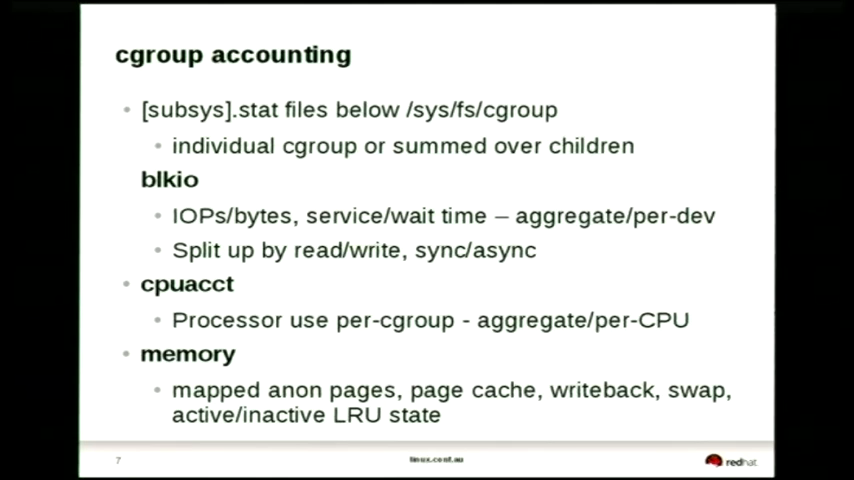 cgroup accounting
[subsys].stat files below /sys/fs/cgroup
individual cgroup or summed over children
blkio
IOPs/bytes, service/wait time – aggregate/per-dev
Split up by read/write, sync/async
cpuacct
Processor use per-cgroup - aggregate/per-CPU
memory
mapped anon pages, page cache, writeback, swap,
active/inactive LRU state
7
linux.conf.au
redhat